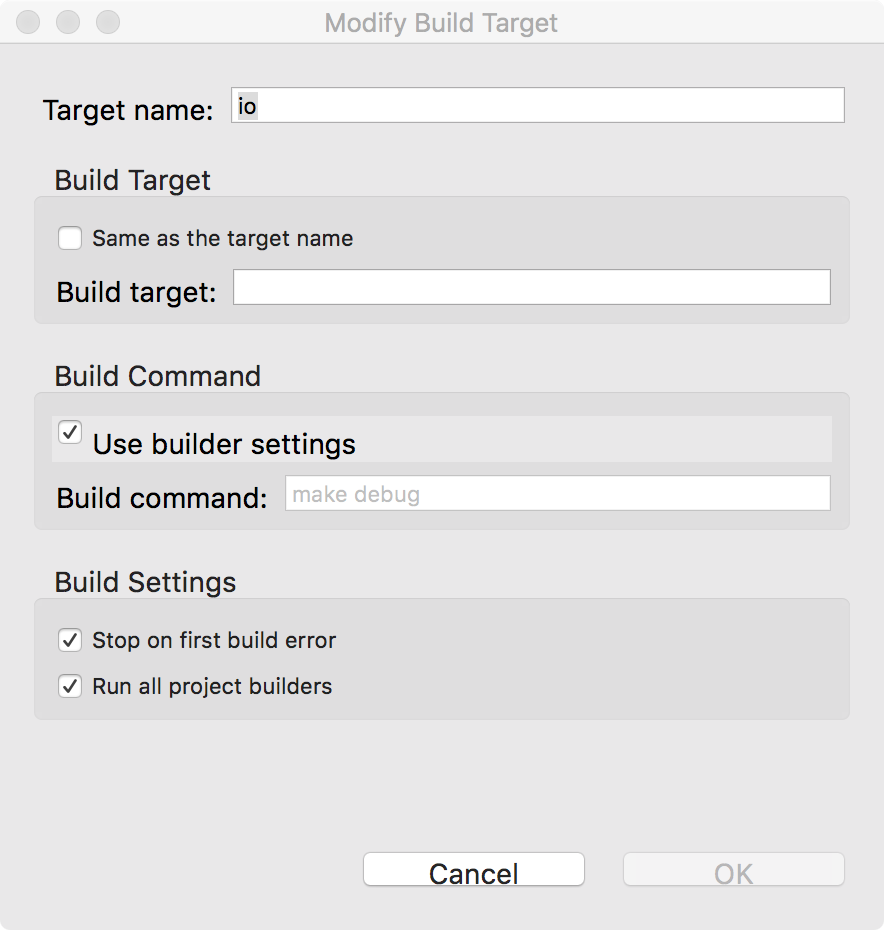 Modify Build Target
Target name: io
Build Target
Same as the target name
Build target:
Build Command
Use builder settings
Build command: make debug
Build Settings
Stop on first build error
Run all project builders
Cancel OK